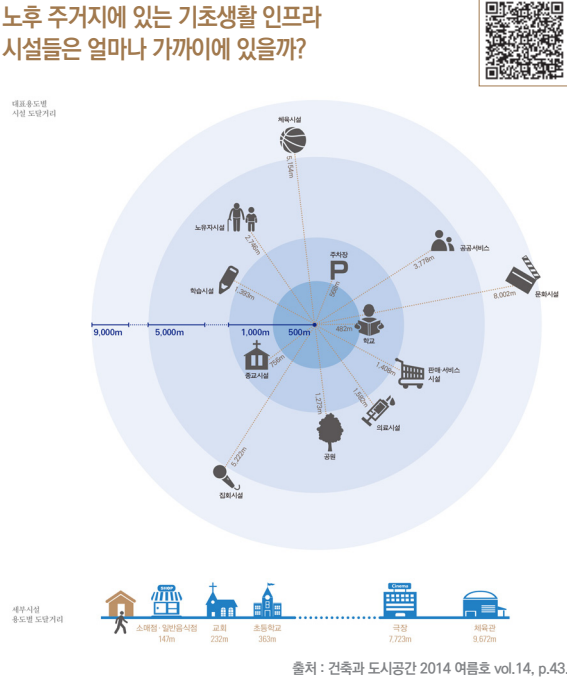 노후 주거지에 있는 기초생활 인프라
시설들은 얼마나 가까이에 있을까?
대표용도별
시설 도달거리
체육시설
5,154m
노유자시설
2,746m
주차장
569m
공공서비스
3,778m
학습시설
1,393m
문화시설
8,002m
9,000m
5,000m
1,000m
500m
462m
학교
종교시설
756m
1,408m
판매·서비스
시설
1,273m
1,582m
의료시설
공원
5,222m
집회시설
세부시설
용도별 도달거리
SHOP
Cinema
소매점·일반음식점
교회
초등학교
극장
체육관
147m
232m
363m
7,723m
9,672m
출처 : 건축과 도시공간 2014 여름호 vol.14, p.43.